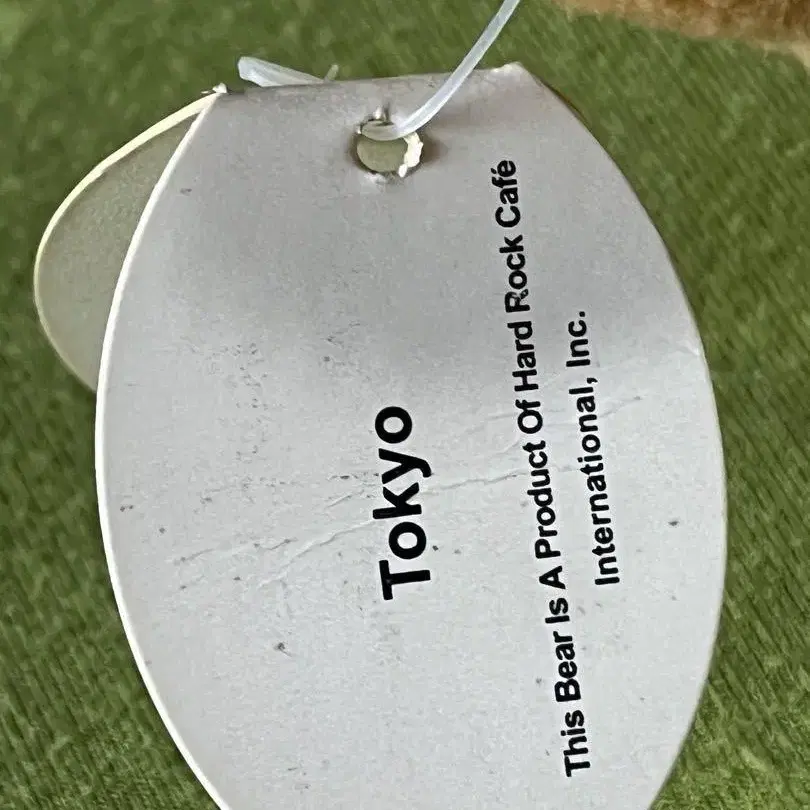 Tokyo
This Bear Is A Product Of Hard Rock Café
International, Inc.